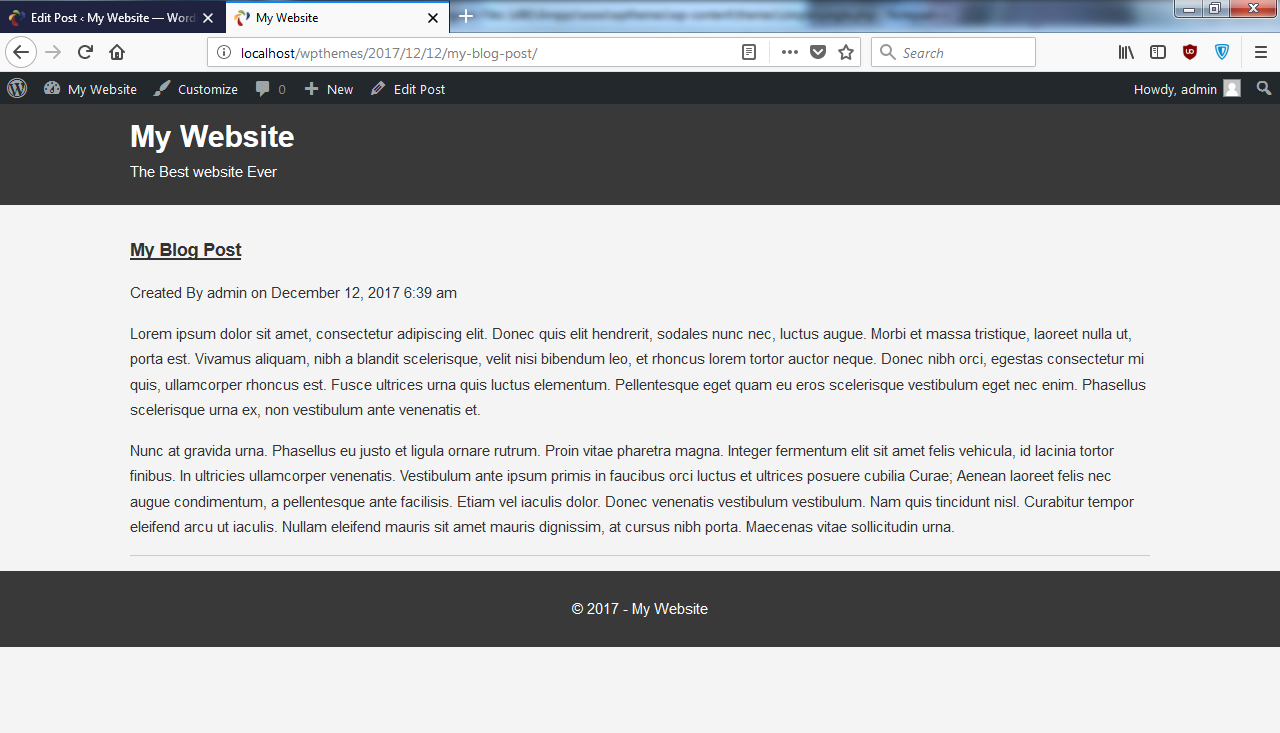 Edit Post ‹ My Website — Word
My Website
localhost/wpthemes/2017/12/12/my-blog-post/
Search
My Website
Customize
0
New
Edit Post
Howdy, admin
My Website
The Best website Ever
My Blog Post
Created By admin on December 12, 2017 6:39 am
Lorem ipsum dolor sit amet, consectetur adipiscing elit. Donec quis elit hendrerit, sodales nunc nec, luctus augue. Morbi et massa tristique, laoreet nulla ut,
porta est. Vivamus aliquam, nibh a blandit scelerisque, velit nisi bibendum leo, et rhoncus lorem tortor auctor neque. Donec nibh orci, egestas consectetur mi
quis, ullamcorper rhoncus est. Fusce ultrices urna quis luctus elementum. Pellentesque eget quam eu eros scelerisque vestibulum eget nec enim. Phasellus
scelerisque urna ex, non vestibulum ante venenatis et.
Nunc at gravida urna. Phasellus eu justo et ligula ornare rutrum. Proin vitae pharetra magna. Integer fermentum elit sit amet felis vehicula, id lacinia tortor
finibus. In ultricies ullamcorper venenatis. Vestibulum ante ipsum primis in faucibus orci luctus et ultrices posuere cubilia Curae; Aenean laoreet felis nec
augue condimentum, a pellentesque ante facilisis. Etiam vel iaculis dolor. Donec venenatis vestibulum vestibulum. Nam quis tincidunt nisl. Curabitur tempor
eleifend arcu ut iaculis. Nullam eleifend mauris sit amet mauris dignissim, at cursus nibh porta. Maecenas vitae sollicitudin urna.
© 2017 - My Website